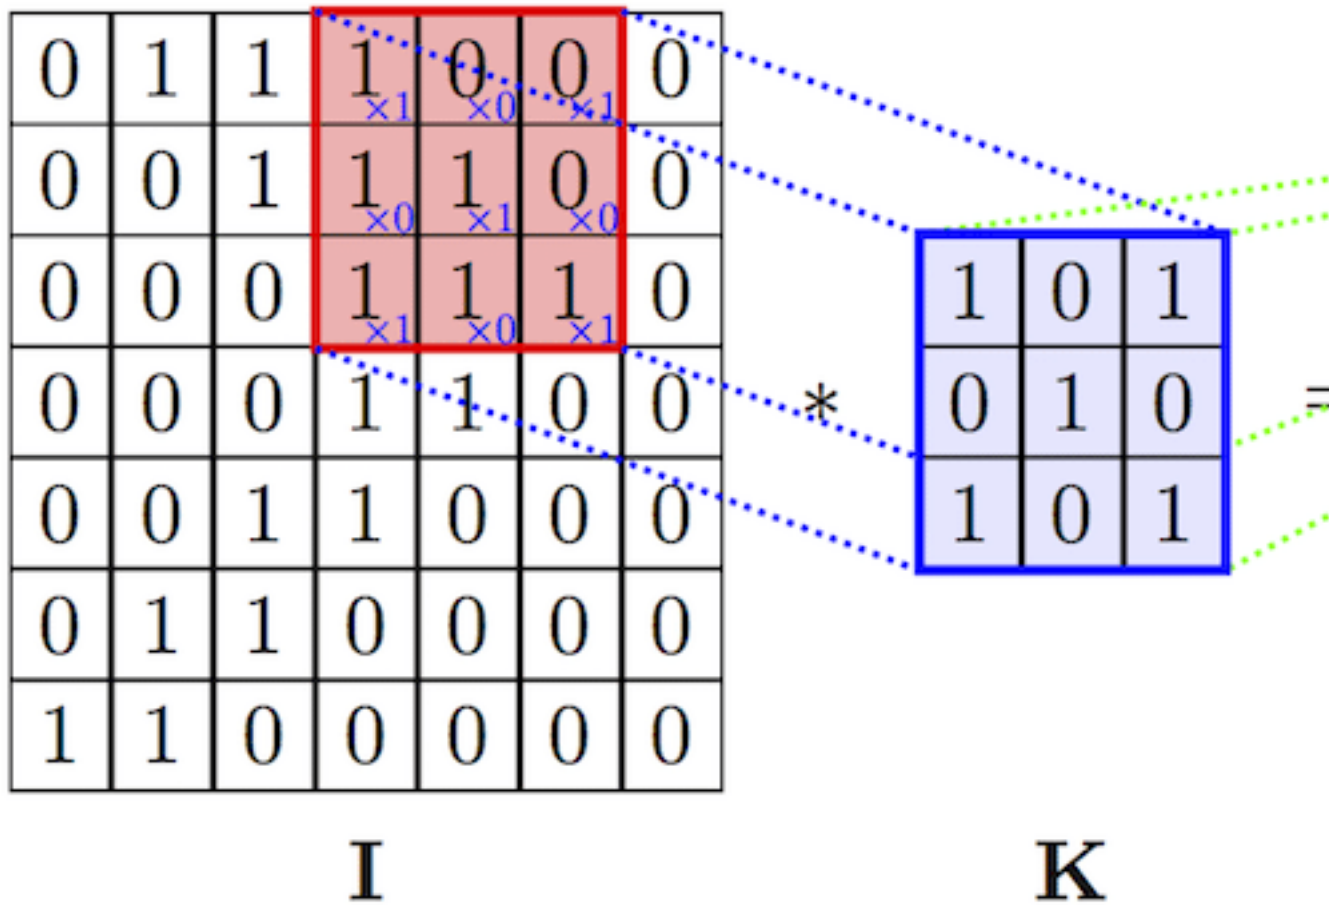 0 1 1 1×1 0×0 0×1 0
0 0 1 1×0 1×1 0×0 0
0 0 0 1×1 1×0 1×1 0
0 0 0 1 1 0 0
0 0 1 1 0 0 0
0 1 1 0 0 0 0
1 1 0 0 0 0 0
I
*
1 0 1
0 1 0
1 0 1
K
=